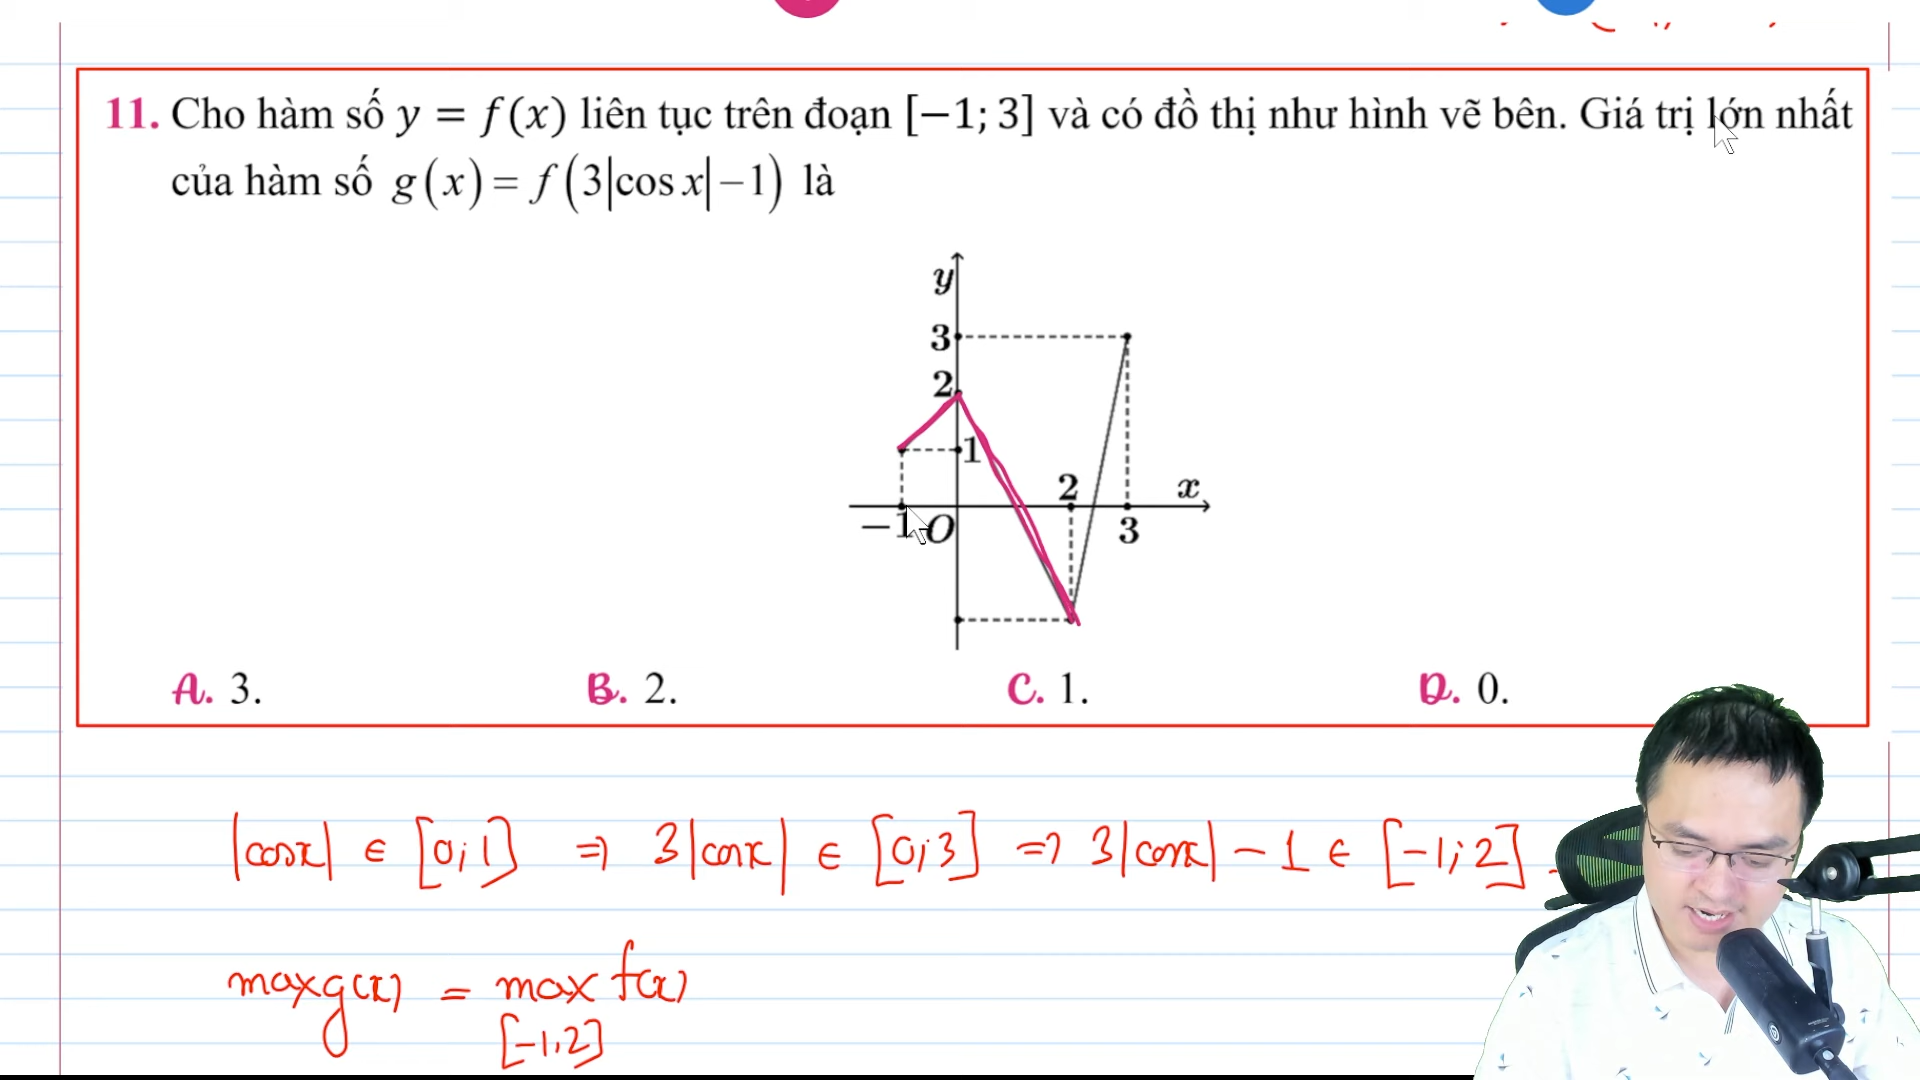 11. Cho hàm số y = f(x) liên tục trên đoạn [−1; 3] và có đồ thị như hình vẽ bên. Giá trị lớn nhất
của hàm số g(x) = f(3|cos x| − 1) là
y
3
2
1
2
x
−1
O
3
A. 3.
B. 2.
C. 1.
D. 0.
|cosx| ∈ [0; 1] ⇒ 3|cosx| ∈ [0; 3] ⇒ 3|cosx| − 1 ∈ [−1; 2].
max g(x) = max f(x)
[−1; 2]